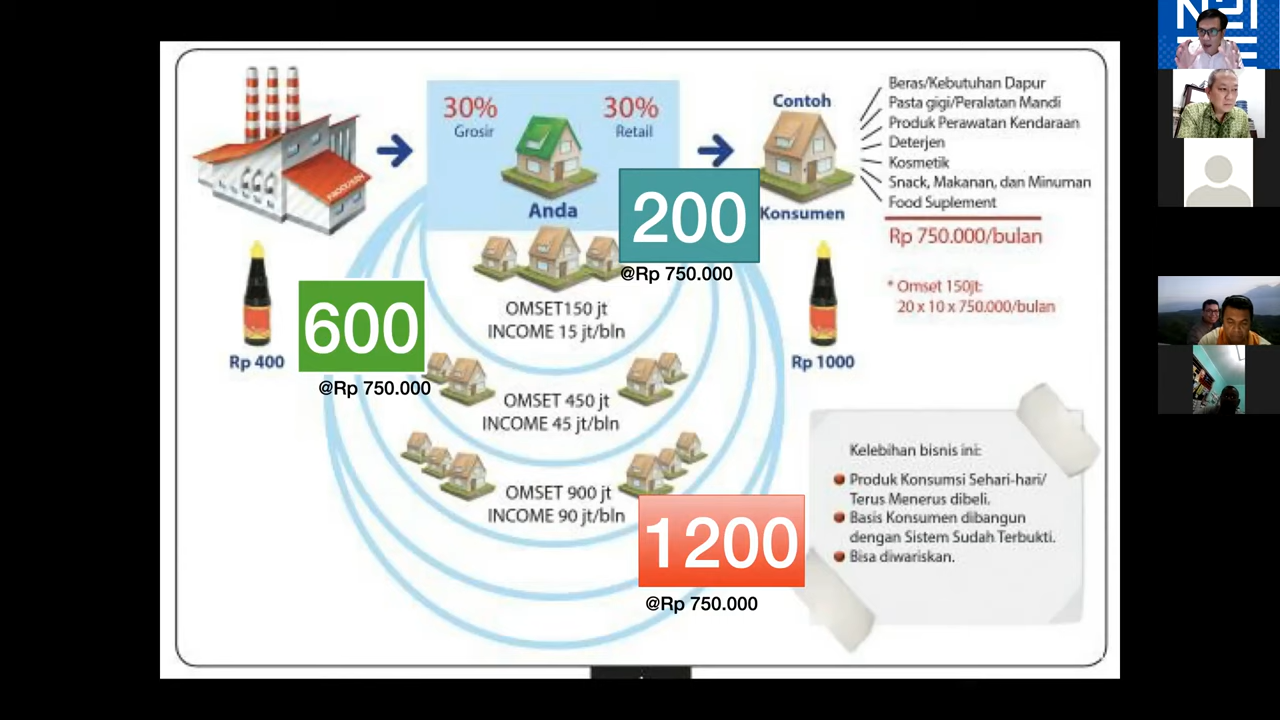 30%
Grosir
30%
Retail
Anda
PRODUSEN
Contoh
Konsumen
Beras/Kebutuhan Dapur
Pasta gigi/Peralatan Mandi
Produk Perawatan Kendaraan
Deterjen
Kosmetik
Snack, Makanan, dan Minuman
Food Suplement
Rp 750.000/bulan
* Omset 150jt:
20 x 10 x 750.000/bulan
200
@Rp 750.000
OMSET150 jt
INCOME 15 jt/bln
600
@Rp 750.000
Rp 400
Rp 1000
OMSET 450 jt
INCOME 45 jt/bln
OMSET 900 jt
INCOME 90 jt/bln
1200
@Rp 750.000
Kelebihan bisnis ini:
Produk Konsumsi Sehari-hari/
Terus Menerus dibeli.
Basis Konsumen dibangun
dengan Sistem Sudah Terbukti.
Bisa diwariskan.